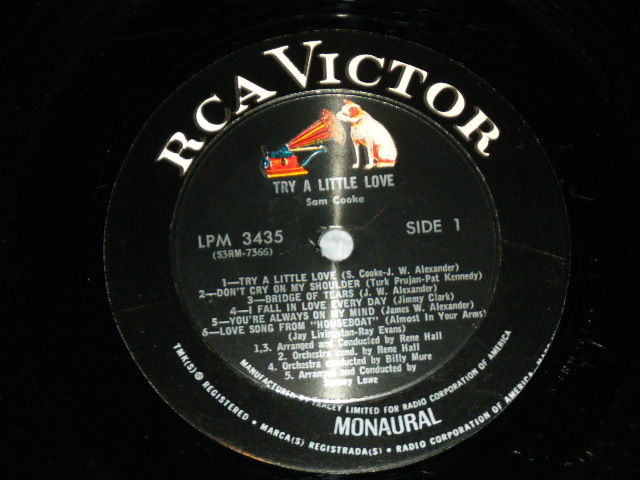 RCA VICTOR
TRY A LITTLE LOVE
Sam Cooke
LPM 3435
(S3RM-7366)
SIDE 1
1—TRY A LITTLE LOVE (S. Cooke-J. W. Alexander)
2—DON'T CRY ON MY SHOULDER (Turk Prujan-Pat Kennedy)
3—BRIDGE OF TEARS (J. W. Alexander)
4—I FALL IN LOVE EVERY DAY (Jimmy Clark)
5—YOU'RE ALWAYS ON MY MIND (James W. Alexander)
6—LOVE SONG FROM "HOUSEBOAT" (Almost In Your Arms)
(Jay Livingston-Ray Evans)
1,3. Arranged and Conducted by Rene Hall
2. Orchestra cond. by Rene Hall
4. Orchestra conducted by Billy Mure
5. Arranged and Conducted by
Sammy Lowe
MANUFACTURED BY TRACEY LIMITED FOR RADIO CORPORATION OF AMERICA
MONAURAL
TMK(S) ® REGISTERED • MARCA(S) REGISTRADA(S) • RADIO CORPORATION OF AMERICA